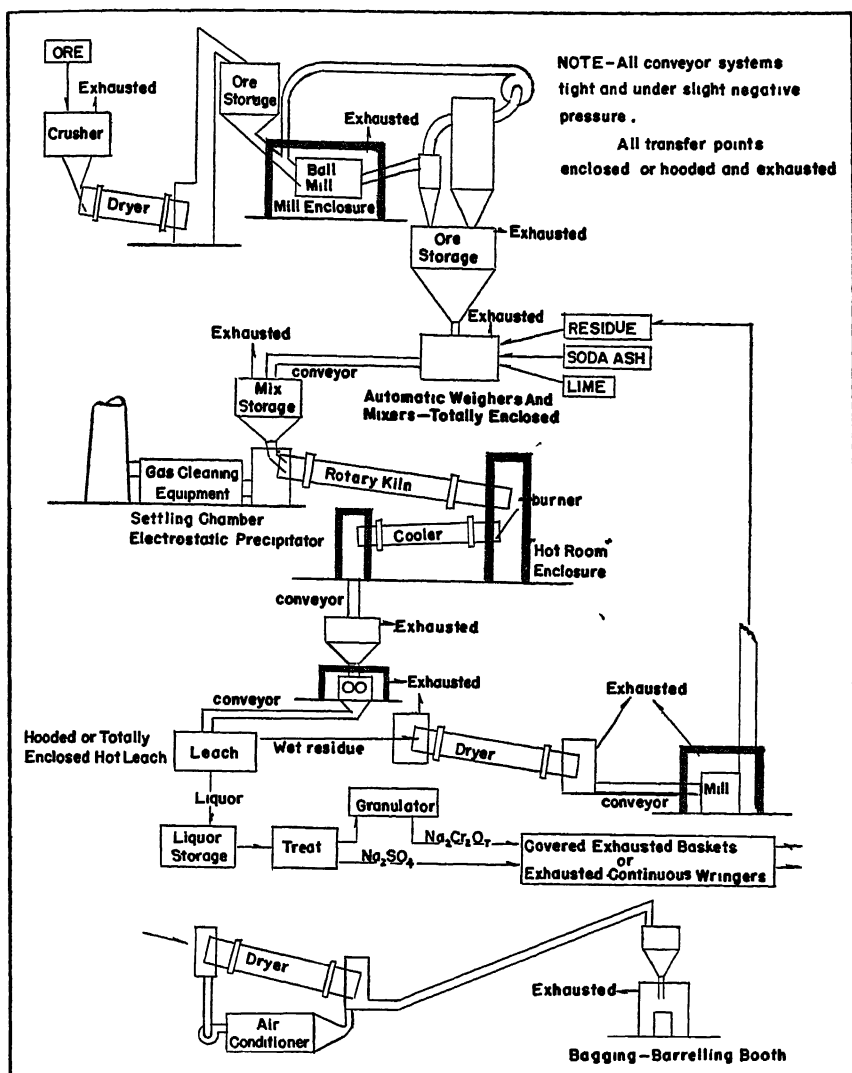 ORE
Exhausted
Crusher
Dryer
Ore
Storage
Exhausted
Ball
Mill
Mill Enclosure
NOTE-All conveyor systems
tight and under slight negative
pressure.
All transfer points
enclosed or hooded and exhausted
Exhausted
Ore
Storage
Exhausted
RESIDUE
SODA ASH
LIME
Automatic Weighers And
Mixers-Totally Enclosed
Exhausted
conveyor
Mix
Storage
Gas Cleaning
Equipment
Settling Chamber
Electrostatic Precipitator
Rotary Kiln
burner
Cooler
"Hot Room"
Enclosure
conveyor
Exhausted
Exhausted
conveyor
Hooded or Totally
Enclosed Hot Leach
Leach
Wet residue
Dryer
Exhausted
conveyor
Mill
Liquor
Liquor
Storage
Treat
Granulator
Na₂Cr₂O₇
Na₂SO₄
Covered Exhausted Baskets
or
Exhausted Continuous Wringers
Dryer
Air
Conditioner
Exhausted
Bagging-Barrelling Booth